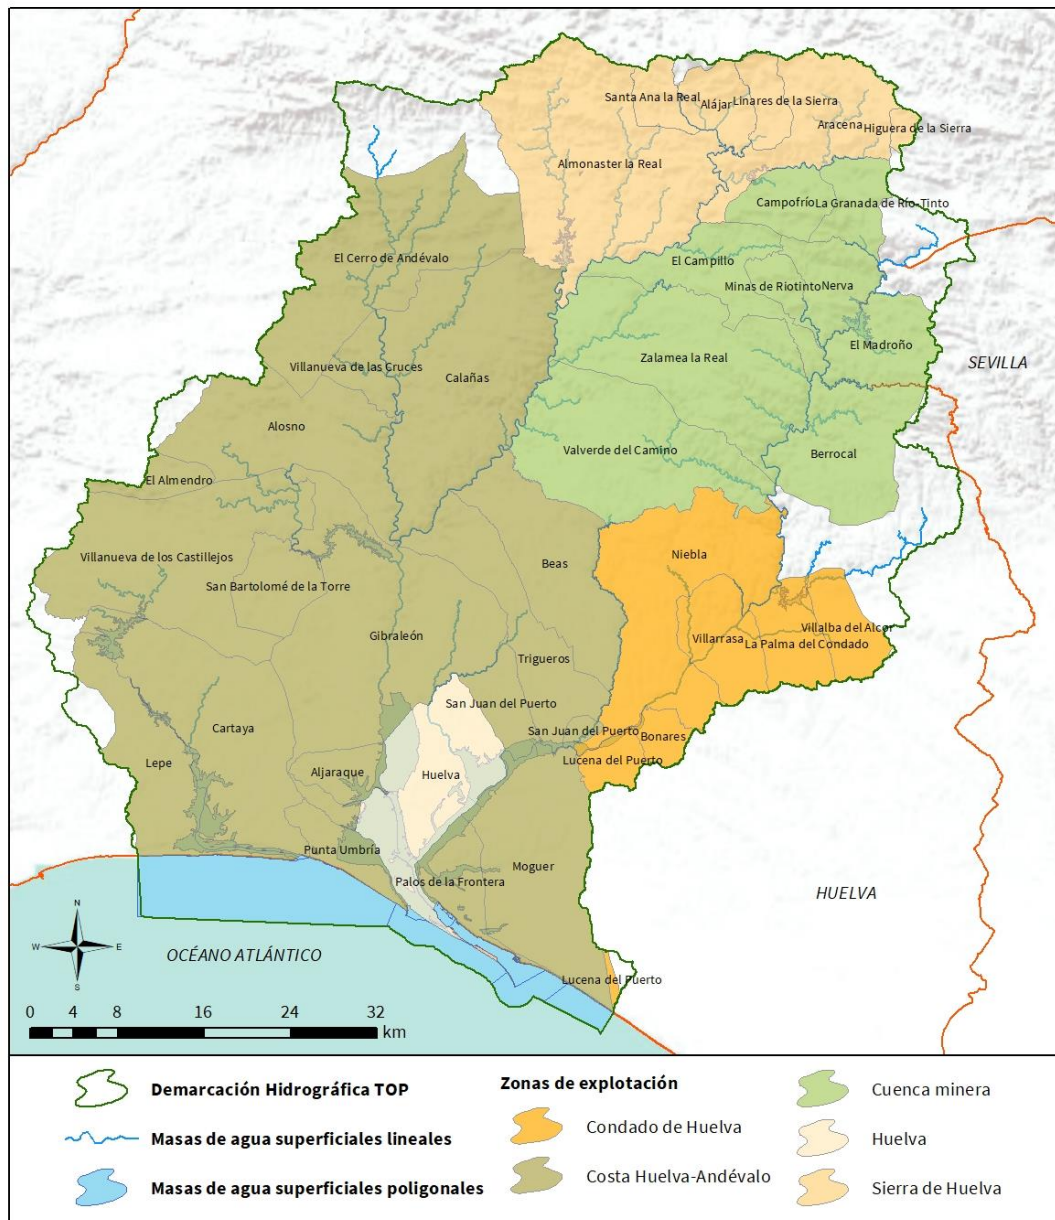 Santa Ana la Real
Alájar
Linares de la Sierra
Aracena
Higuera de la Sierra
Almonaster la Real
Campofrío
La Granada de Río-Tinto
El Cerro de Andévalo
El Campillo
Minas de Riotinto
Nerva
El Madroño
Zalamea la Real
SEVILLA
Villanueva de las Cruces
Calañas
Alosno
Valverde del Camino
Berrocal
El Almendro
Villanueva de los Castillejos
Beas
Niebla
San Bartolomé de la Torre
Gibraleón
Villarrasa
Villalba del Alcor
La Palma del Condado
Trigueros
San Juan del Puerto
Cartaya
San Juan del Puerto
Bonares
Lepe
Aljaraque
Huelva
Lucena del Puerto
Punta Umbría
Moguer
Palos de la Frontera
HUELVA
N
W
E
S
OCÉANO ATLÁNTICO
Lucena del Puerto
0 4 8 16 24 32
km
Demarcación Hidrográfica TOP
Masas de agua superficiales lineales
Masas de agua superficiales poligonales
Zonas de explotación
Condado de Huelva
Costa Huelva-Andévalo
Cuenca minera
Huelva
Sierra de Huelva